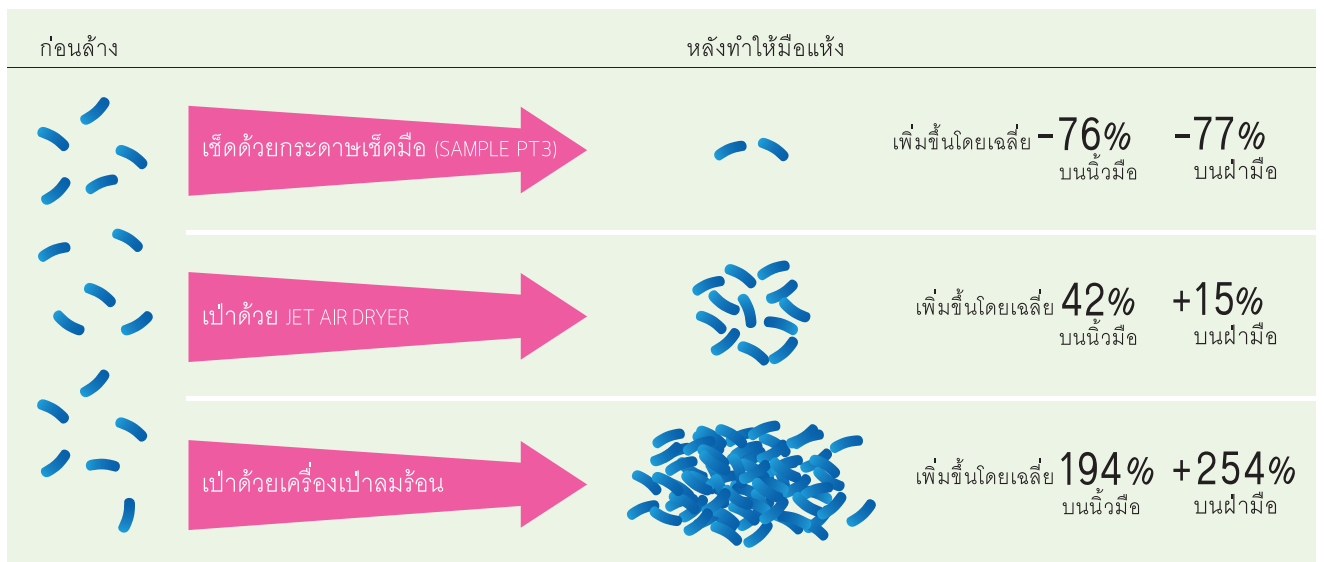 ก่อนล้าง หลังทำให้มือแห้ง
เช็ดด้วยกระดาษเช็ดมือ (SAMPLE PT3) เพิ่มขึ้นโดยเฉลี่ย -76% -77%
บนนิ้วมือ บนฝ่ามือ
เป่าด้วย JET AIR DRYER เพิ่มขึ้นโดยเฉลี่ย 42% +15%
บนนิ้วมือ บนฝ่ามือ
เป่าด้วยเครื่องเป่าลมร้อน เพิ่มขึ้นโดยเฉลี่ย 194% +254%
บนนิ้วมือ บนฝ่ามือ